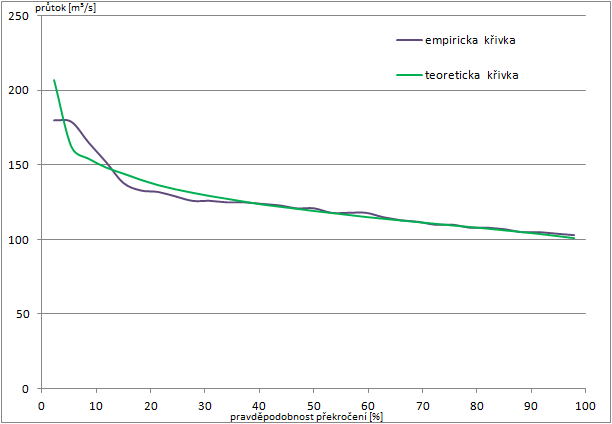 průtok [m³/s]
250
200
150
100
50
0
empiricka křivka
teoreticka křivka
0 10 20 30 40 50 60 70 80 90 100
pravděpodobnost překročení [%]